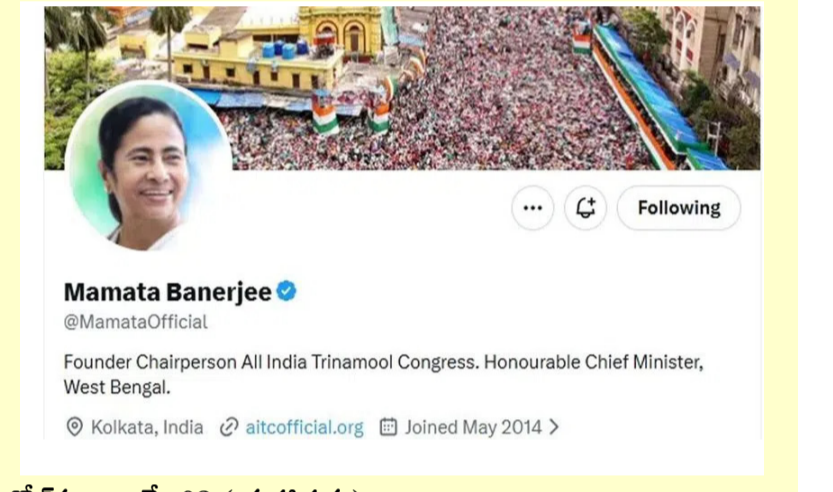 Following
Mamata Banerjee
@MamataOfficial
Founder Chairperson All India Trinamool Congress. Honourable Chief Minister,
West Bengal.
Kolkata, India aitcofficial.org Joined May 2014 >